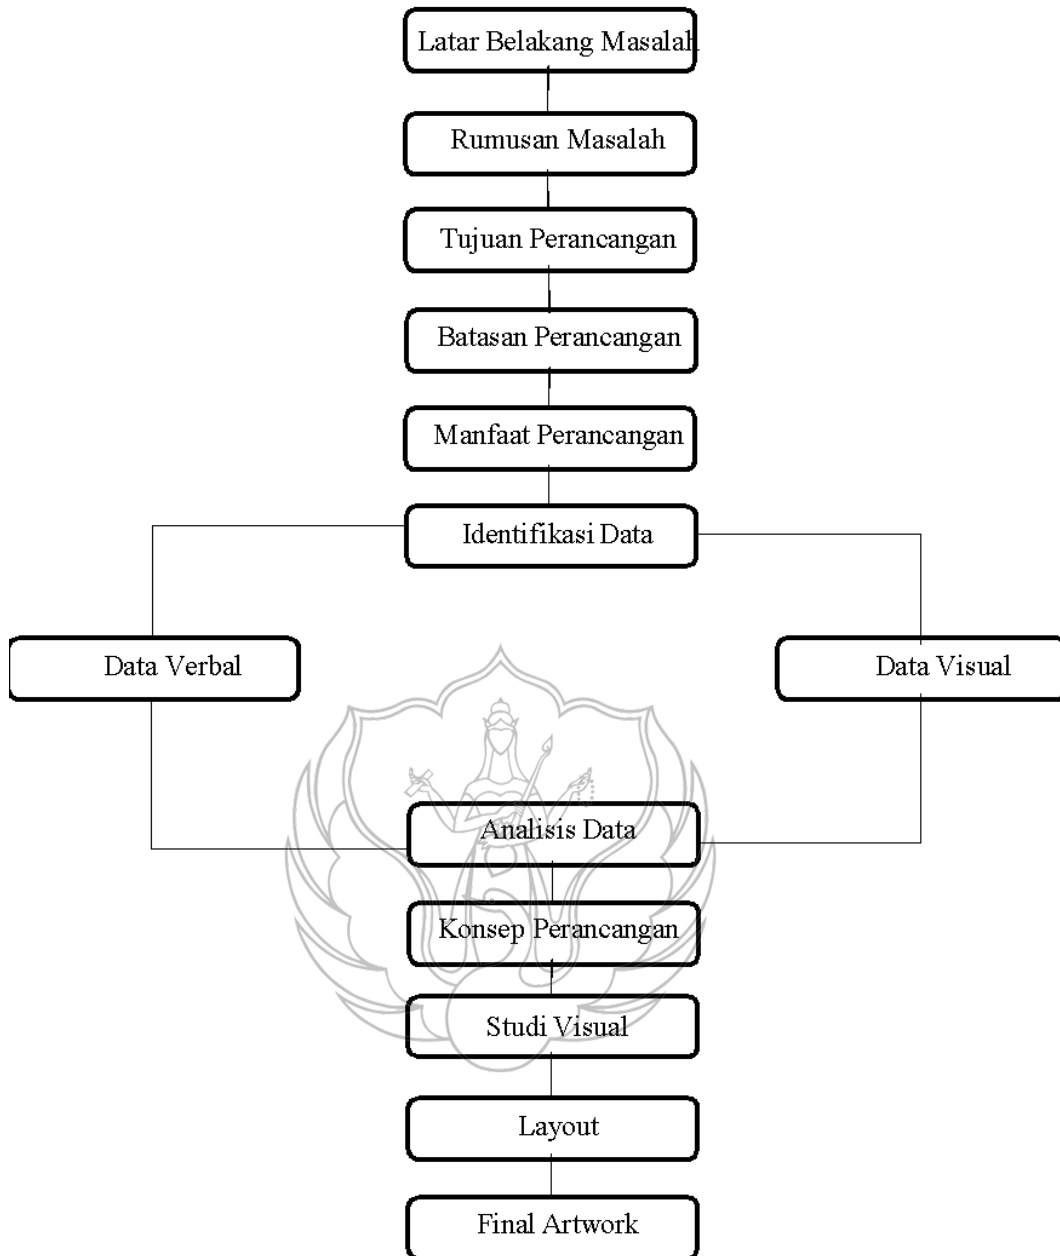 Latar Belakang Masalah
Rumusan Masalah
Tujuan Perancangan
Batasan Perancangan
Manfaat Perancangan
Identifikasi Data
Data Verbal
Data Visual
Analisis Data
Konsep Perancangan
Studi Visual
Layout
Final Artwork